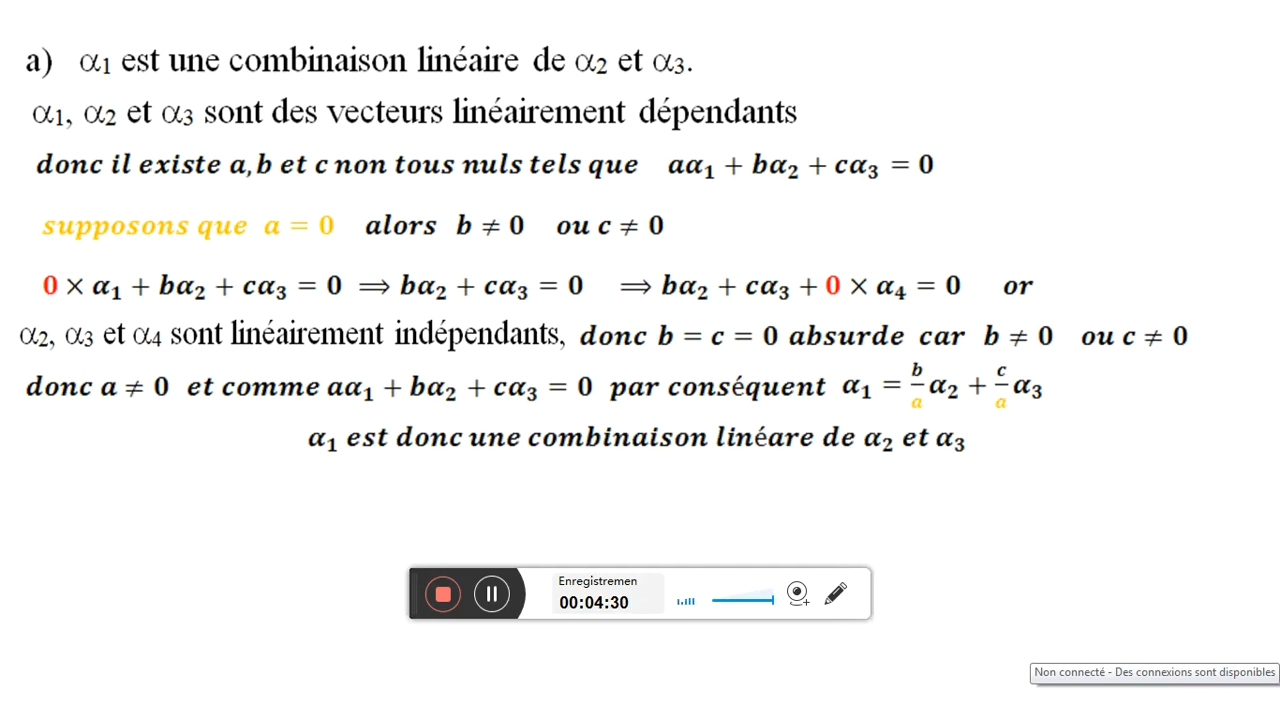 a) α1 est une combinaison linéaire de α2 et α3.
α1, α2 et α3 sont des vecteurs linéairement dépendants
donc il existe a, b et c non tous nuls tels que aα₁ + bα₂ + cα₃ = 0
supposons que a = 0 alors b ≠ 0 ou c ≠ 0
0 × α₁ + bα₂ + cα₃ = 0 ⟹ bα₂ + cα₃ = 0 ⟹ bα₂ + cα₃ + 0 × α₄ = 0 or
α2, α3 et α4 sont linéairement indépendants, donc b = c = 0 absurde car b ≠ 0 ou c ≠ 0
donc a ≠ 0 et comme aα₁ + bα₂ + cα₃ = 0 par conséquent α₁ = b/a α₂ + c/a α₃
α₁ est donc une combinaison linéare de α₂ et α₃
Enregistremen
00:04:30
Non connecté - Des connexions sont disponibles